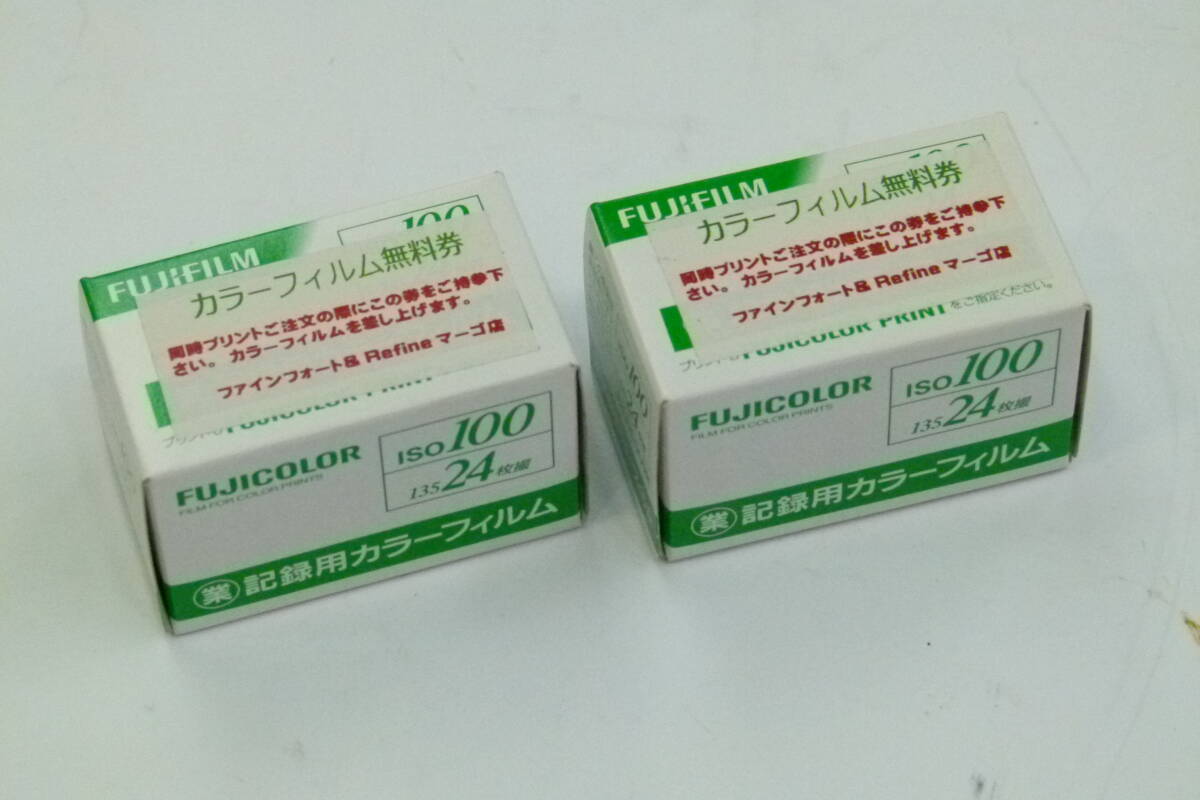 FUJIFILM
100
カラーフィルム無料券
同時プリントご注文の際にこの券をご持参下
さい。 カラーフィルムを差し上げます。
ファインフォート& Refine マーゴ店
FUJICOLOR PRINT
FUJICOLOR
FILM FOR COLOR PRINTS
ISO 100
135 24枚撮
業 記録用カラーフィルム
FUJIFILM
カラーフィルム無料券
同時プリントご注文の際にこの券をご持参下
さい。 カラーフィルムを差し上げます。
ファインフォート& Refine マーゴ店
FUJICOLOR PRINT をご指定ください。
FUJICOLOR
FILM FOR COLOR PRINTS
ISO 100
135 24枚撮
業 記録用カラーフィルム